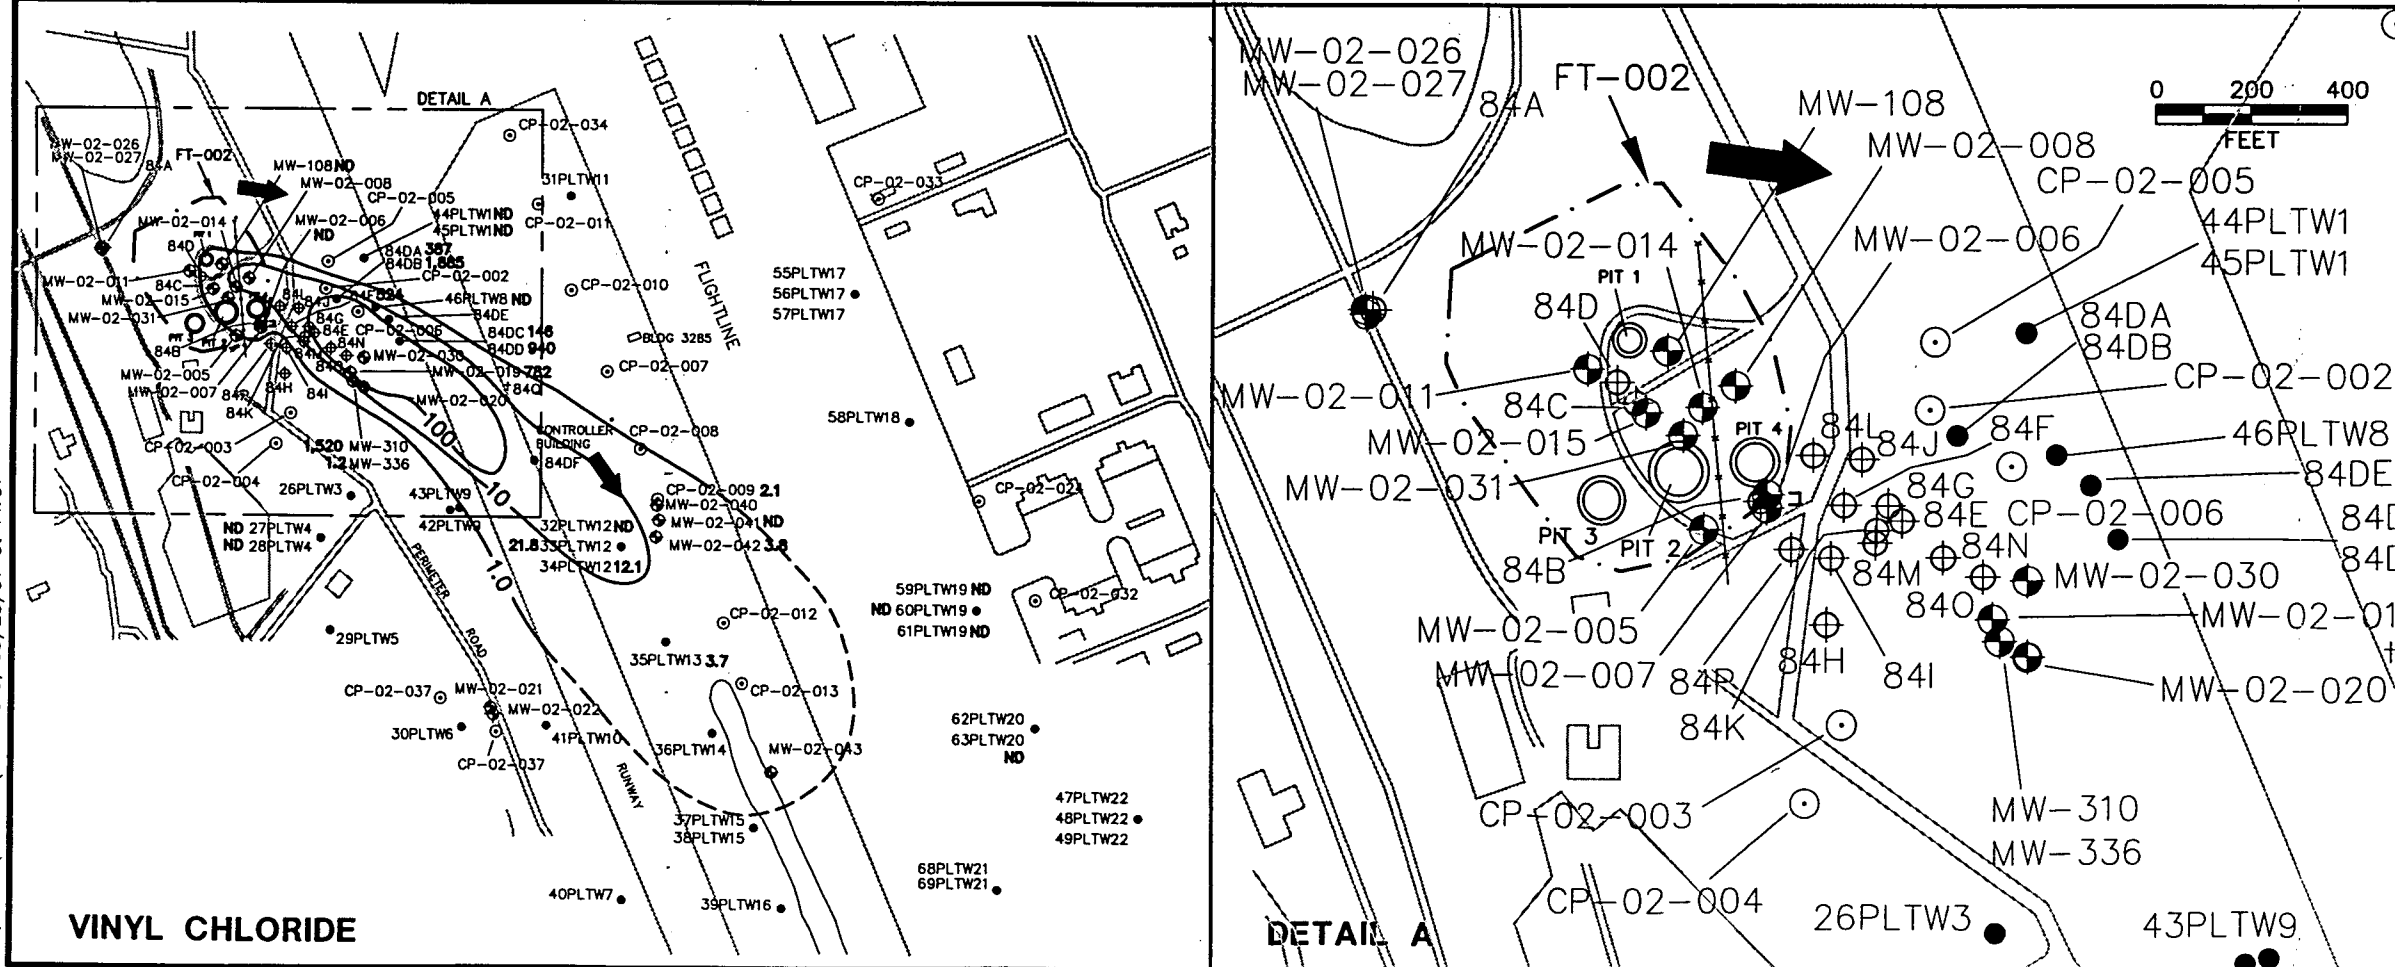 DETAIL A
CP-02-034
MW-02-026
MW-02-027
84A
FT-002
MW-108 ND
MW-02-008
CP-02-005
31PLTW11
CP-02-033
MW-02-014
MW-02-006
ND
44PLTW1 ND
45PLTW1 ND
CP-02-011
84D
84DA 387
84DB 1,885
CP-02-002
MW-02-011
84C
MW-02-015
MW-02-031
84L
84J
84F
84G
84E
CP-02-006
46PLTW8 ND
84DE
84DC 146
84DD 940
CP-02-010
FLIGHTLINE
55PLTW17
56PLTW17
57PLTW17
BLDG 3285
84B
84N
MW-02-030
MW-02-019 782
84O
CP-02-007
MW-02-005
MW-02-007
84H
84P
84I
84K
MW-02-020
58PLTW18
100
CONTROLLER
BUILDING
84DF
CP-02-008
CP-02-003
1,520 MW-310
1.2 MW-336
CP-02-004
26PLTW3
43PLTW9
42PLTW9
10
CP-02-009 2.1
MW-02-040
MW-02-041 ND
MW-02-042 3.8
ND 27PLTW4
ND 28PLTW4
32PLTW12 ND
21.8 33PLTW12
34PLTW12 12.1
1.0
PERIMETER
ROAD
59PLTW19 ND
ND 60PLTW19
61PLTW19 ND
CP-02-032
CP-02-012
29PLTW5
35PLTW13 3.7
CP-02-037
MW-02-021
MW-02-022
CP-02-013
30PLTW6
41PLTW10
36PLTW14
MW-02-043
CP-02-037
RUNWAY
62PLTW20
63PLTW20
ND
37PLTW15
38PLTW15
47PLTW22
48PLTW22
49PLTW22
68PLTW21
69PLTW21
40PLTW7
39PLTW16
VINYL CHLORIDE
MW-02-026
MW-02-027
84A
FT-002
MW-108
MW-02-008
CP-02-005
0 200 400
FEET
MW-02-014
MW-02-006
44PLTW1
45PLTW1
PIT 1
84D
84DA
84DB
CP-02-002
MW-02-011
84C
MW-02-015
MW-02-031
PIT 4
84L
84J
84F
46PLTW8
84DE
84G
84E
CP-02-006
PIT 3
PIT 2
84B
84N
84M
MW-02-030
84O
MW-02-01
MW-02-005
MW-02-007
84P
84H
84I
MW-02-020
84K
CP-02-003
MW-310
MW-336
CP-02-004
26PLTW3
43PLTW9
DETAIL A